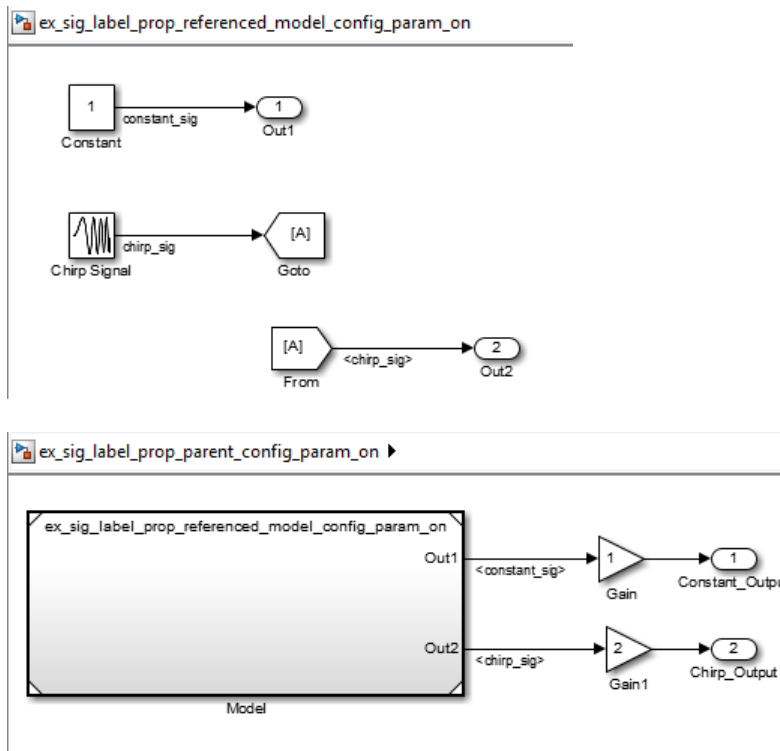 ex_sig_label_prop_referenced_model_config_param_on
1
constant_sig
1
Constant
Out1
chirp_sig
[A]
Chirp Signal
Goto
[A]
<chirp_sig>
2
From
Out2
ex_sig_label_prop_parent_config_param_on
ex_sig_label_prop_referenced_model_config_param_on
Out1
<constant_sig>
1
1
Gain
Constant_Outpu
Out2
<chirp_sig>
2
2
Gain1
Chirp_Output
Model